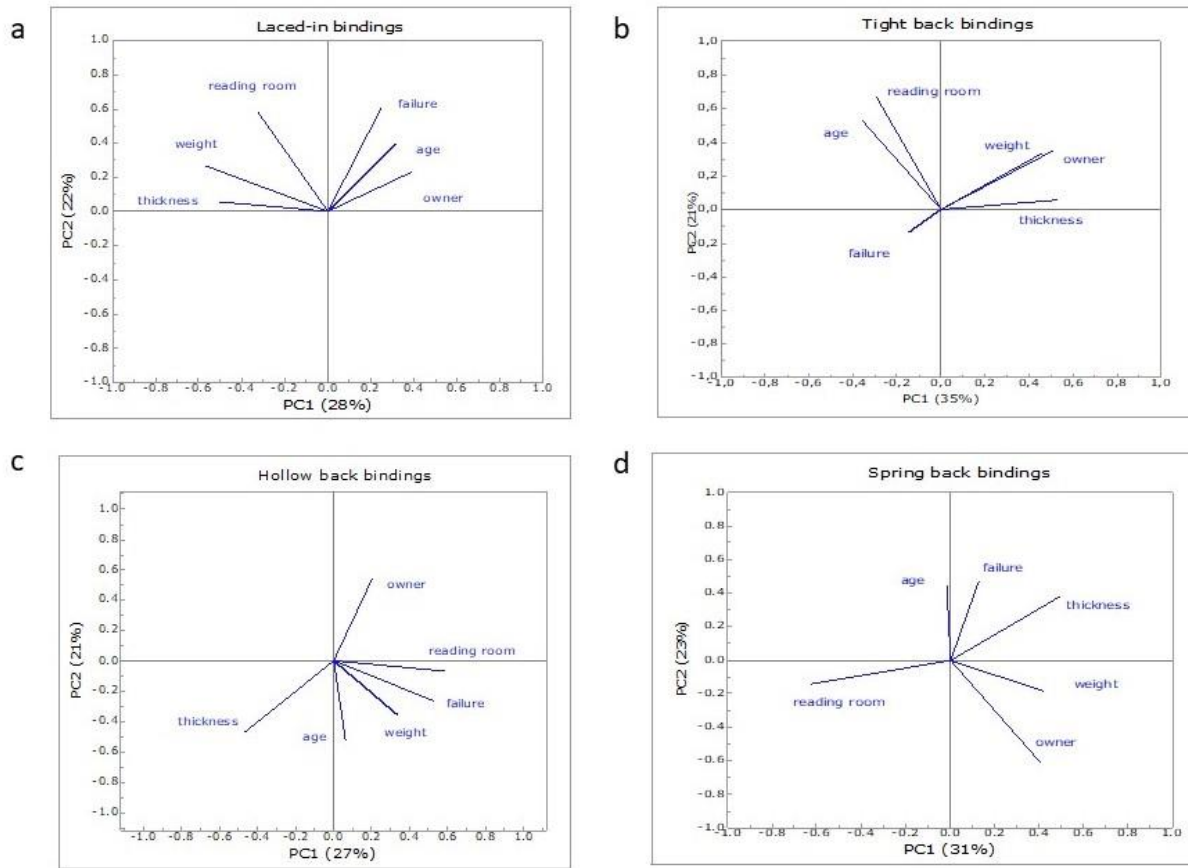 a
Laced-in bindings
1.0
0.8
0.6
0.4
0.2
0.0
-0.2
-0.4
-0.6
-0.8
-1.0
PC2 (22%)
reading room
failure
weight
age
thickness
owner
-1.0 -0.8 -0.6 -0.4 -0.2 0.0 0.2 0.4 0.6 0.8 1.0
PC1 (28%)
b
Tight back bindings
1,0
0,8
0,6
0,4
0,2
0,0
-0,2
-0,4
-0,6
-0,8
-1,0
PC2 (21%)
reading room
age
weight
owner
thickness
failure
-1,0 -0,8 -0,6 -0,4 -0,2 0,0 0,2 0,4 0,6 0,8 1,0
PC1 (35%)
c
Hollow back bindings
1.0
0.8
0.6
0.4
0.2
0.0
-0.2
-0.4
-0.6
-0.8
-1.0
PC2 (21%)
owner
reading room
failure
thickness
age
weight
-1.0 -0.8 -0.6 -0.4 -0.2 0.0 0.2 0.4 0.6 0.8 1.0
PC1 (27%)
d
Spring back bindings
1.0
0.8
0.6
0.4
0.2
0.0
-0.2
-0.4
-0.6
-0.8
-1.0
PC2 (23%)
age
failure
thickness
weight
reading room
owner
-1.0 -0.8 -0.6 -0.4 -0.2 0.0 0.2 0.4 0.6 0.8 1.0
PC1 (31%)